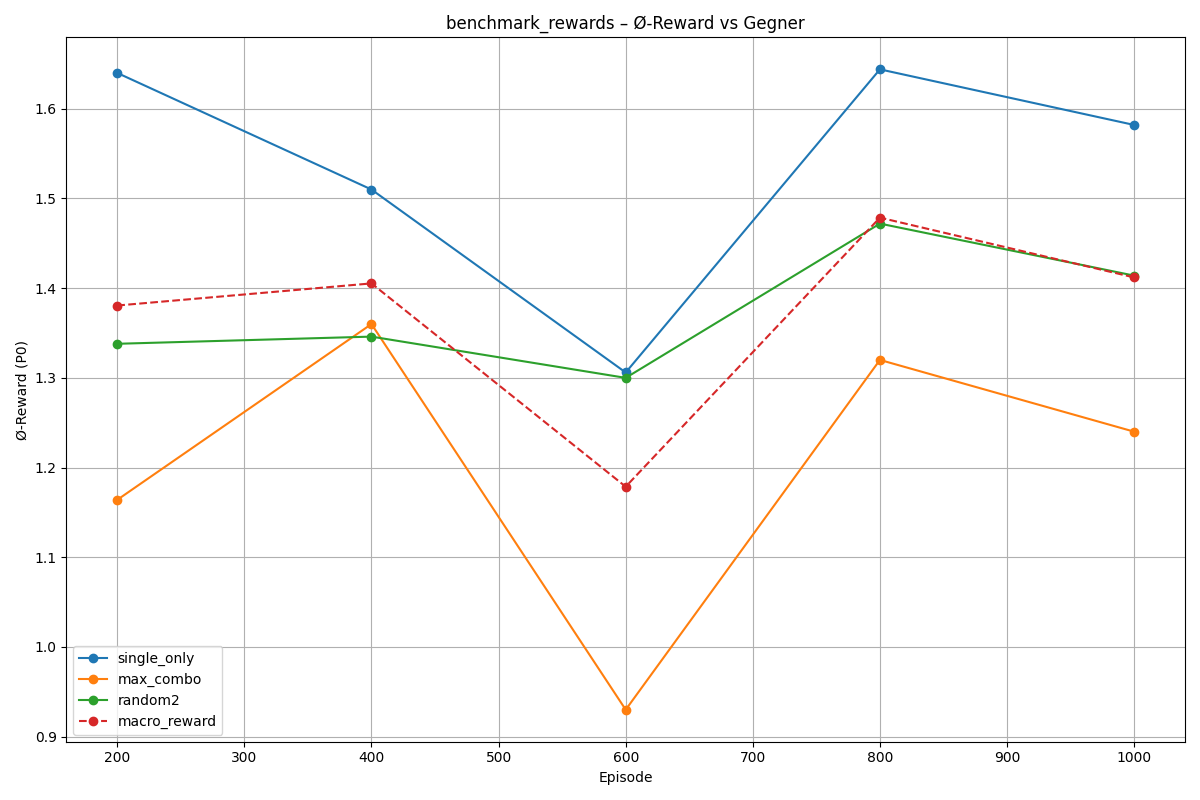 benchmark_rewards – Ø-Reward vs Gegner
Ø-Reward (P0)
1.6
1.5
1.4
1.3
1.2
1.1
1.0
0.9
single_only
max_combo
random2
macro_reward
200 300 400 500 600 700 800 900 1000
Episode